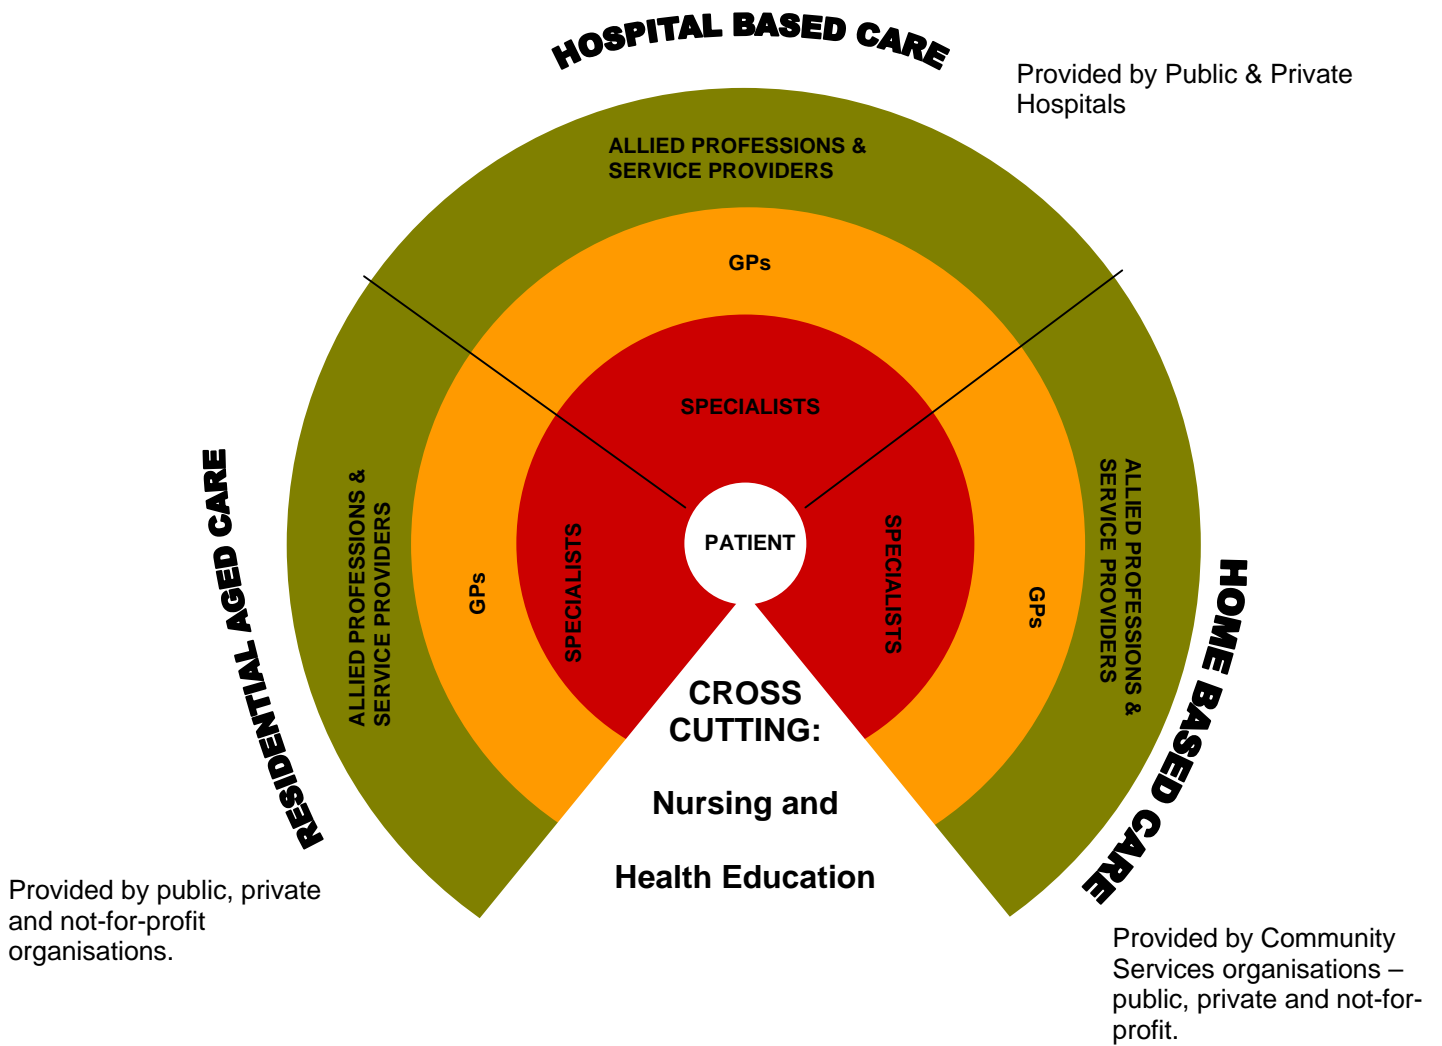 HOSPITAL BASED CARE
Provided by Public & Private
Hospitals
ALLIED PROFESSIONS &
SERVICE PROVIDERS
GPs
SPECIALISTS
RESIDENTIAL AGED CARE
ALLIED PROFESSIONS &
SERVICE PROVIDERS
GPs
SPECIALISTS
PATIENT
SPECIALISTS
GPs
ALLIED PROFESSIONS &
SERVICE PROVIDERS
HOME BASED CARE
CROSS
CUTTING:
Nursing and
Health Education
Provided by public, private
and not-for-profit
organisations.
Provided by Community
Services organisations –
public, private and not-for-
profit.